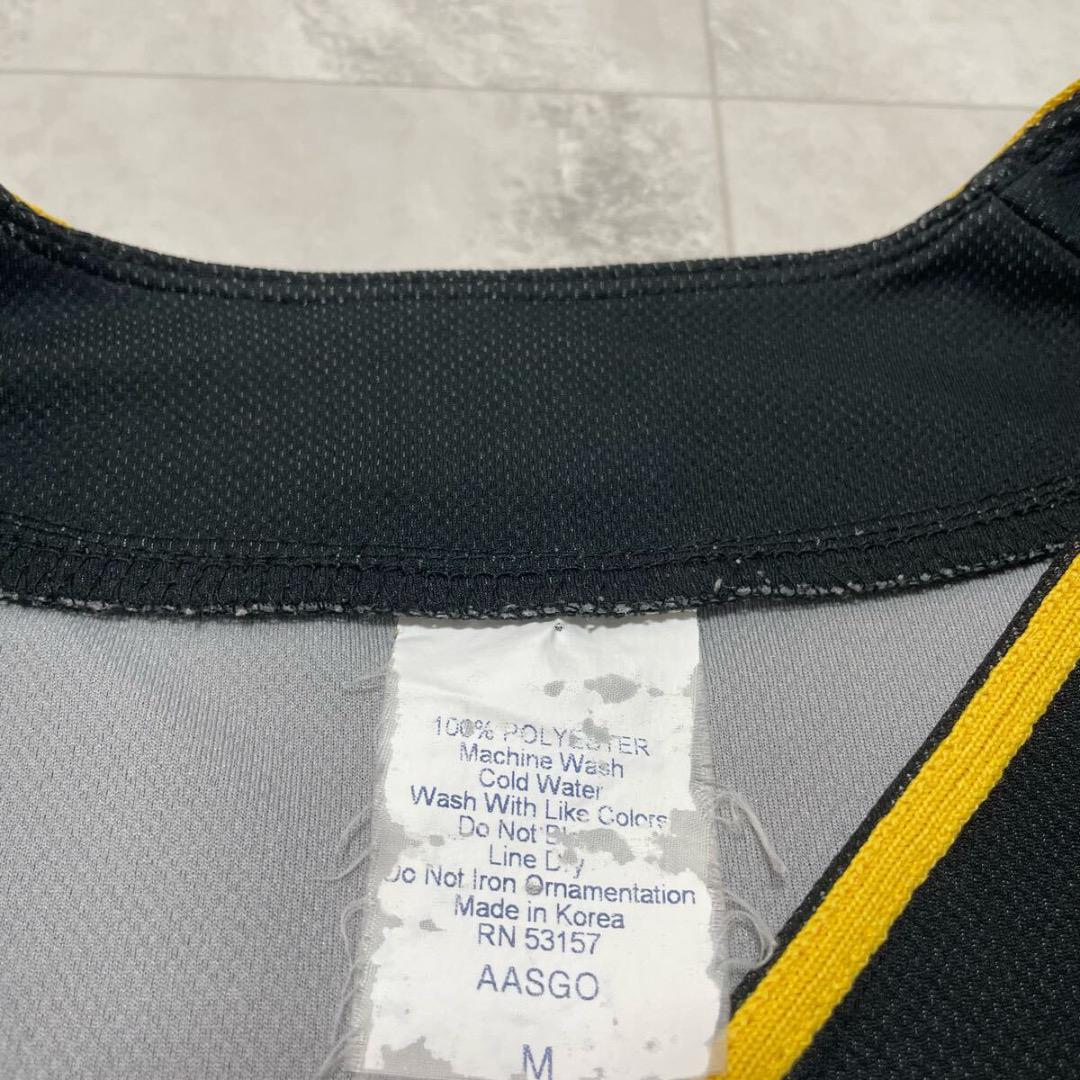 100% POLYESTER
Machine Wash
Cold Water
Wash With Like Colors
Do Not
Line Dry
Do Not Iron Ornamentation
Made in Korea
RN 53157
AASGO
M